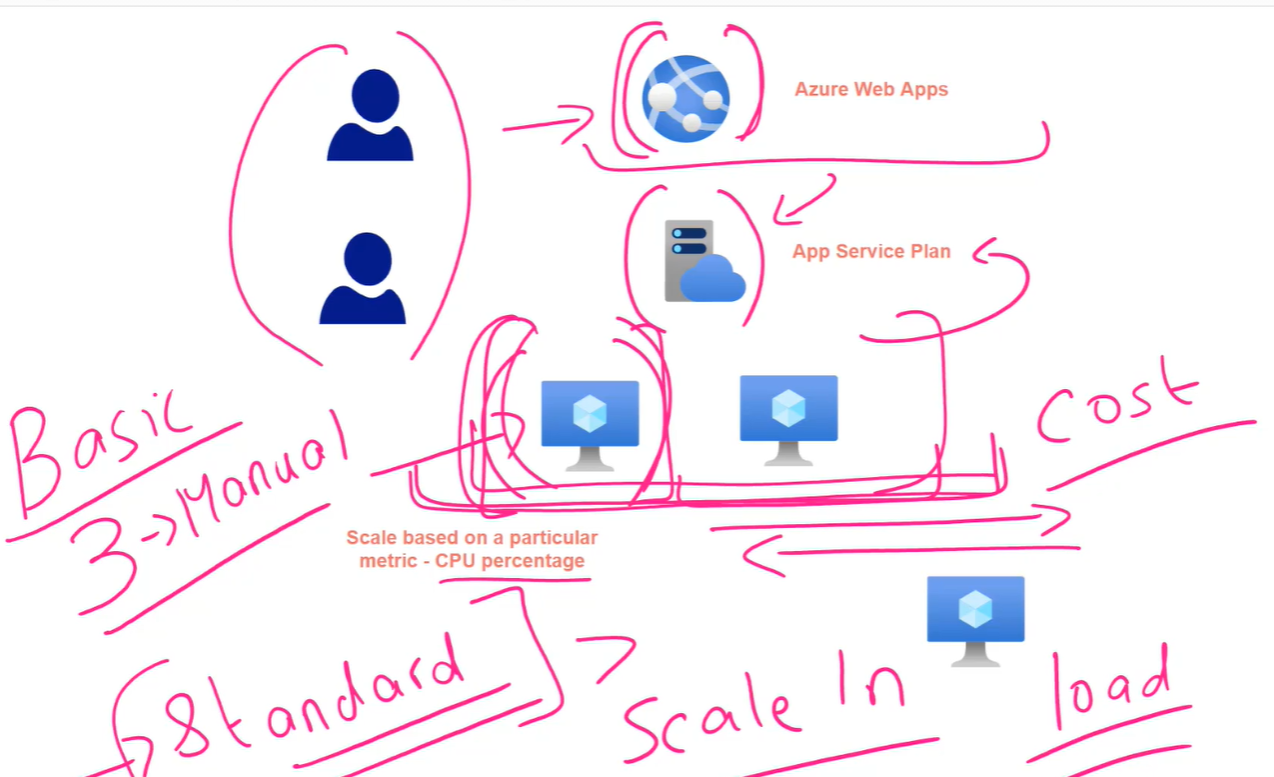 Azure Web Apps
App Service Plan
Cost
Basic
3 → Manual
Scale based on a particular
metric - CPU percentage
Standard
Scale In
load